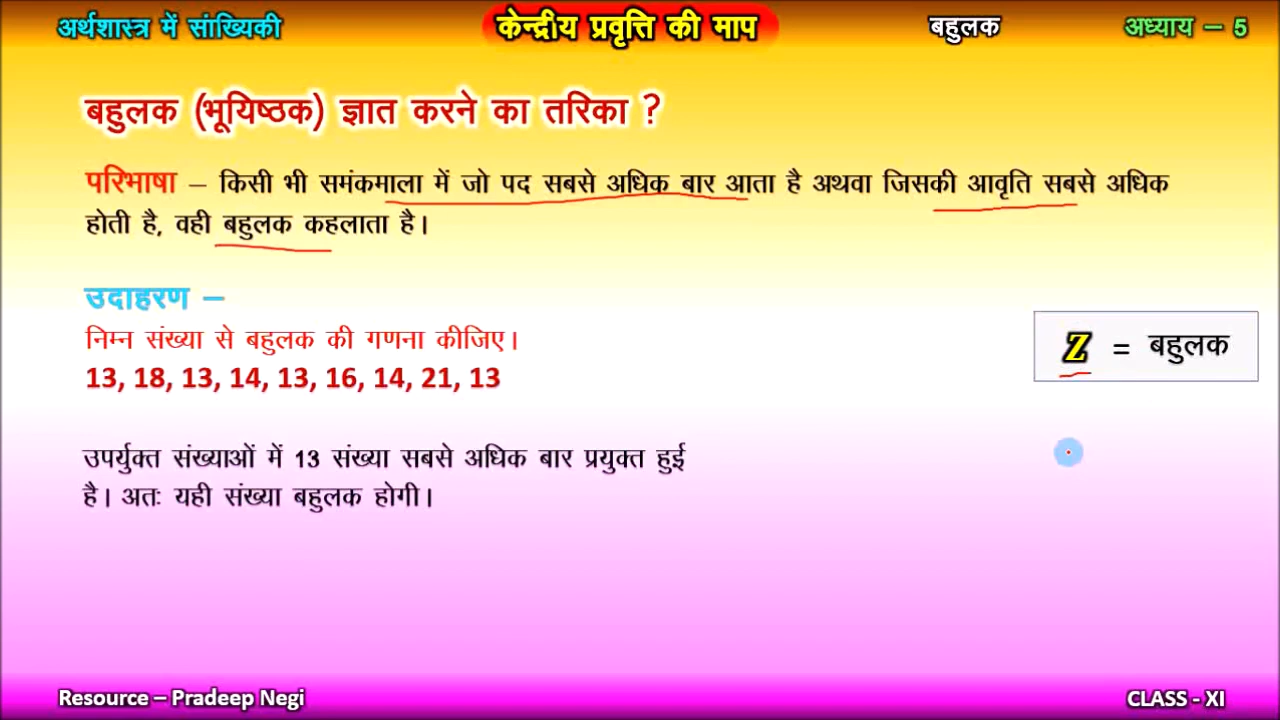 अर्थशास्त्र में सांख्यिकी
केन्द्रीय प्रवृत्ति की माप
बहुलक
अध्याय – 5
बहुलक (भूयिष्ठक) ज्ञात करने का तरिका ?
परिभाषा – किसी भी समंकमाला में जो पद सबसे अधिक बार आता है अथवा जिसकी आवृति सबसे अधिक
होती है, वही बहुलक कहलाता है।
उदाहरण –
निम्न संख्या से बहुलक की गणना कीजिए।
13, 18, 13, 14, 13, 16, 14, 21, 13
Z = बहुलक
उपर्युक्त संख्याओं में 13 संख्या सबसे अधिक बार प्रयुक्त हुई
है। अतः यही संख्या बहुलक होगी।
Resource – Pradeep Negi
CLASS - XI